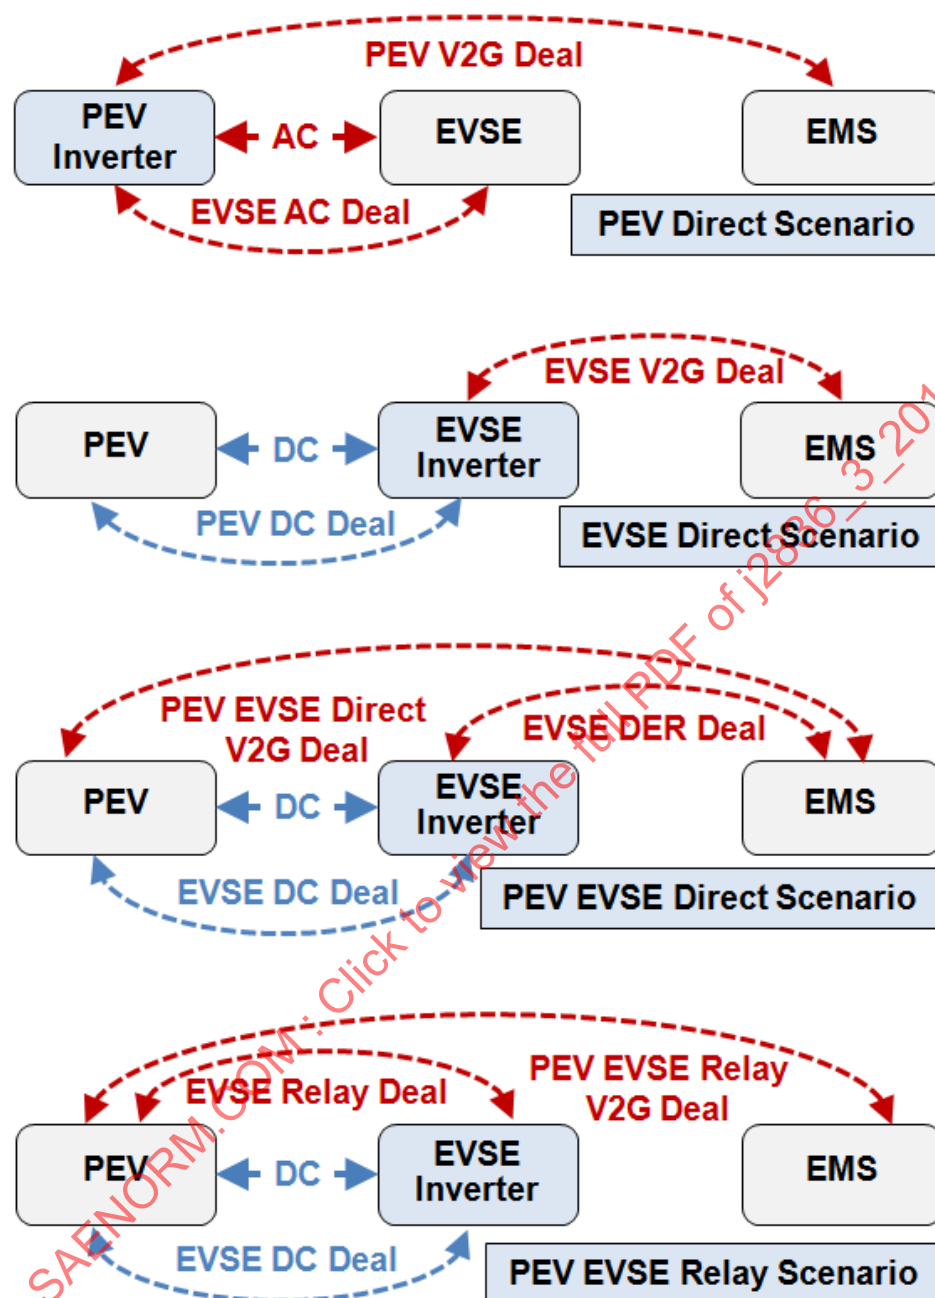 PEV V2G Deal
PEV
Inverter
AC
EVSE
EMS
EVSE AC Deal
PEV Direct Scenario
EVSE V2G Deal
PEV
DC
EVSE
Inverter
EMS
PEV DC Deal
EVSE Direct Scenario
PEV EVSE Direct
V2G Deal
EVSE DER Deal
PEV
DC
EVSE
Inverter
EMS
EVSE DC Deal
PEV EVSE Direct Scenario
EVSE Relay Deal
PEV EVSE Relay
V2G Deal
PEV
DC
EVSE
Inverter
EMS
EVSE DC Deal
PEV EVSE Relay Scenario
SAENORM.COM : Click to view the full PDF of j2836_3_201